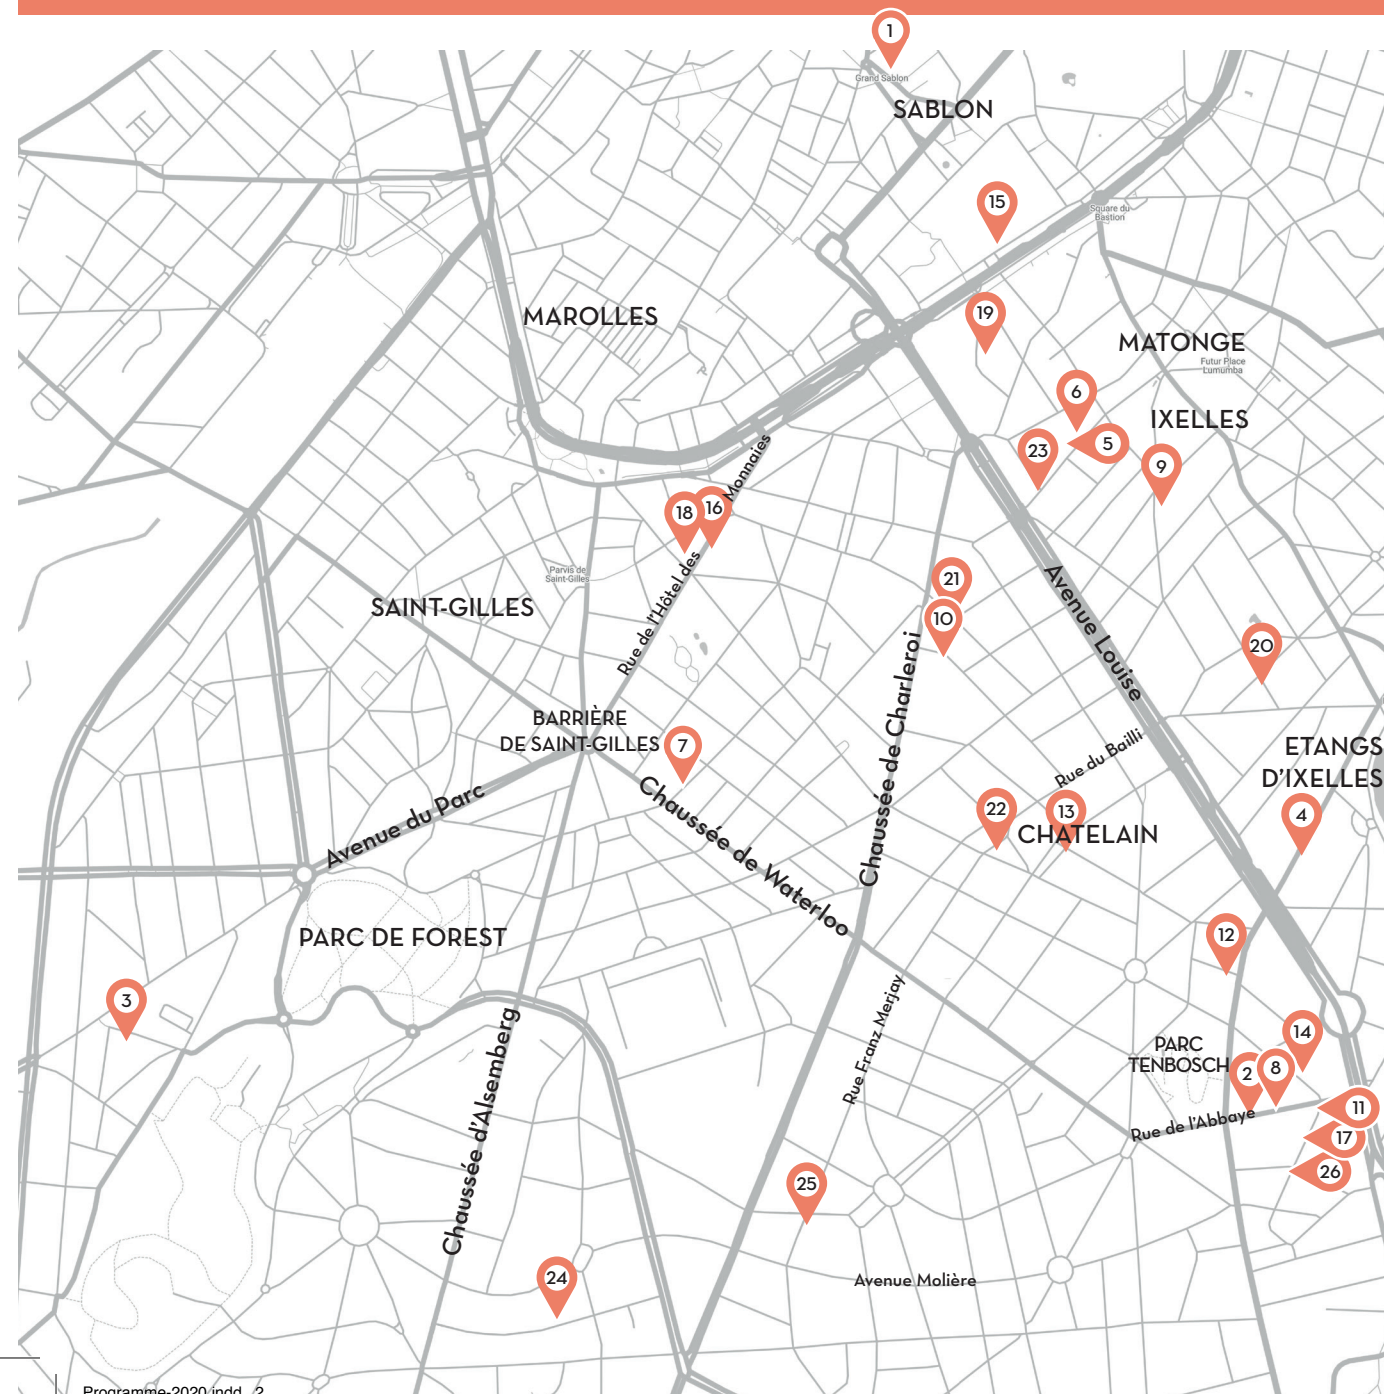 1
Grand Sablon
SABLON
15
Square du
Bastion
19
MAROLLES
MATONGE
Futur Place
Lumumba
6
IXELLES
5
23
9
Rue de l'Hôtel des Monnaies
18
16
Parvis de
Saint-Gilles
21
SAINT-GILLES
10
Avenue Louise
20
Chaussée de Charleroi
BARRIÈRE
DE SAINT-GILLES
7
Rue du Bailli
ETANGS
D'IXELLES
Avenue du Parc
Chaussée de Waterloo
22
13
CHATELAIN
4
PARC DE FOREST
12
3
Rue Franz Merjay
14
PARC
TENBOSCH
2
8
Chaussée d'Alsemberg
11
Rue de l'Abbaye
17
26
25
24
Avenue Molière
Programme-2020.indd 2